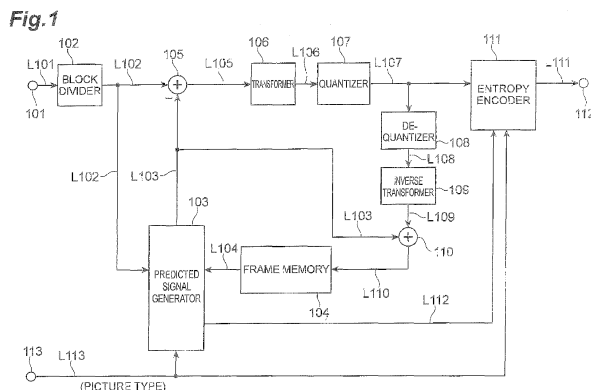 Fig.1
102
105
106
107
111
L101
L102
L105
L106
L107
L111
101
BLOCK
DIVIDER
TRANSFORMER
QUANTIZER
ENTROPY
ENCODER
112
–
DE-
QUANTIZER
108
L108
L102
L103
INVERSE
TRANSFORMER
109
L109
103
L103
L104
110
PREDICTED
SIGNAL
GENERATOR
FRAME MEMORY
104
L110
L112
113
L113
(PICTURE TYPE)